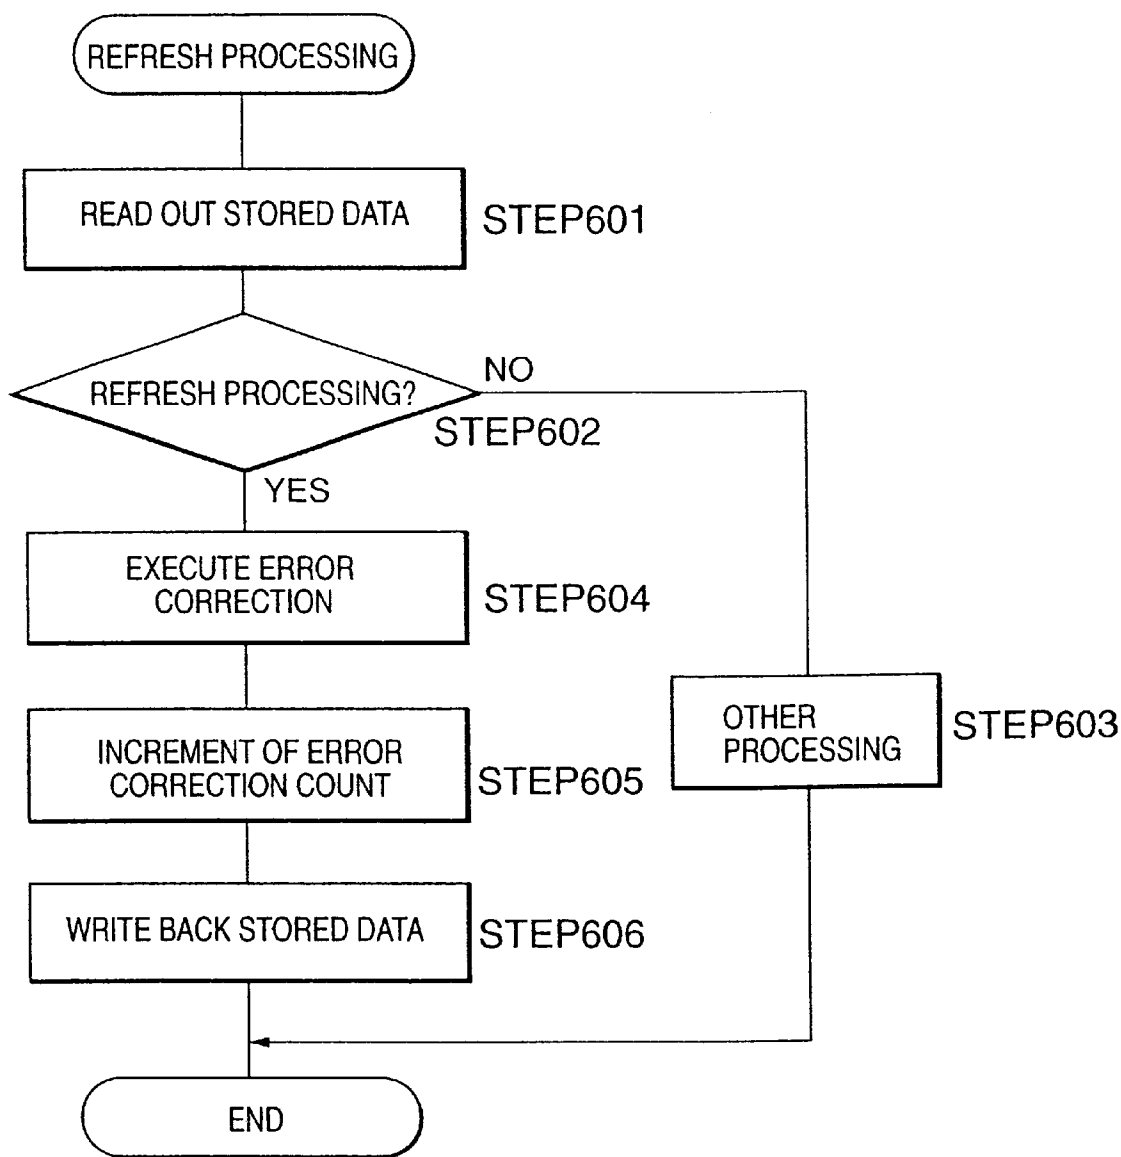 REFRESH PROCESSING
READ OUT STORED DATA
STEP601
REFRESH PROCESSING?
NO
STEP602
YES
EXECUTE ERROR
CORRECTION
STEP604
OTHER
PROCESSING
STEP603
INCREMENT OF ERROR
CORRECTION COUNT
STEP605
WRITE BACK STORED DATA
STEP606
END